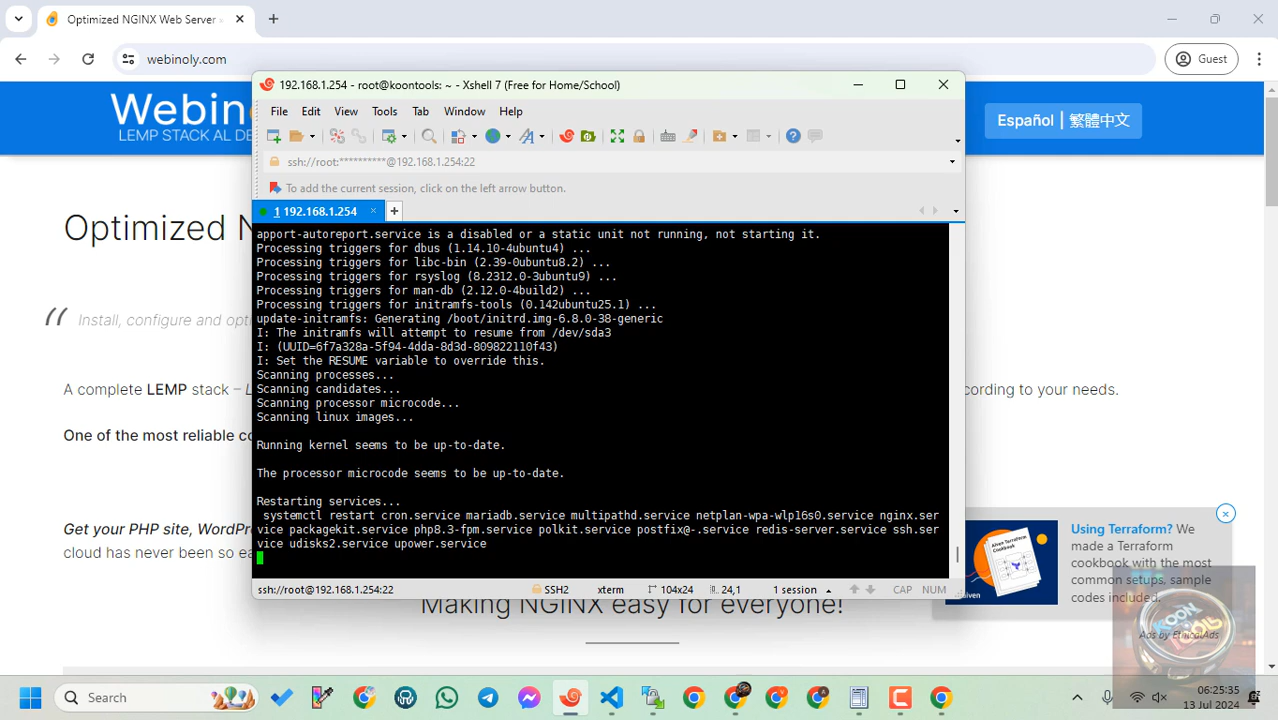 Optimized NGINX Web Server
webinoly.com
Guest
Webino
LEMP STACK AL DE
Español | 繁體中文
Optimized N
Install, configure and opti
A complete LEMP stack –
ccording to your needs.
One of the most reliable co
Get your PHP site, WordPr
cloud has never been so ea
Making NGINX easy for everyone!
Using Terraform? We
made a Terraform
cookbook with the most
common setups, sample
codes included.
Ads by EthicalAds
KOON
192.168.1.254 - root@koontools: ~ - Xshell 7 (Free for Home/School)
File Edit View Tools Tab Window Help
ssh://root:**********@192.168.1.254:22
To add the current session, click on the left arrow button.
1 192.168.1.254
apport-autoreport.service is a disabled or a static unit not running, not starting it.
Processing triggers for dbus (1.14.10-4ubuntu4) ...
Processing triggers for libc-bin (2.39-0ubuntu8.2) ...
Processing triggers for rsyslog (8.2312.0-3ubuntu9) ...
Processing triggers for man-db (2.12.0-4build2) ...
Processing triggers for initramfs-tools (0.142ubuntu25.1) ...
update-initramfs: Generating /boot/initrd.img-6.8.0-38-generic
I: The initramfs will attempt to resume from /dev/sda3
I: (UUID=6f7a328a-5f94-4dda-8d3d-809822110f43)
I: Set the RESUME variable to override this.
Scanning processes...
Scanning candidates...
Scanning processor microcode...
Scanning linux images...
Running kernel seems to be up-to-date.
The processor microcode seems to be up-to-date.
Restarting services...
systemctl restart cron.service mariadb.service multipathd.service netplan-wpa-wlp16s0.service nginx.ser
vice packagekit.service php8.3-fpm.service polkit.service postfix@-.service redis-server.service ssh.ser
vice udisks2.service upower.service
ssh://root@192.168.1.254:22 SSH2 xterm 104x24 24,1 1 session CAP NUM
Search
06:25:35
13 Jul 2024